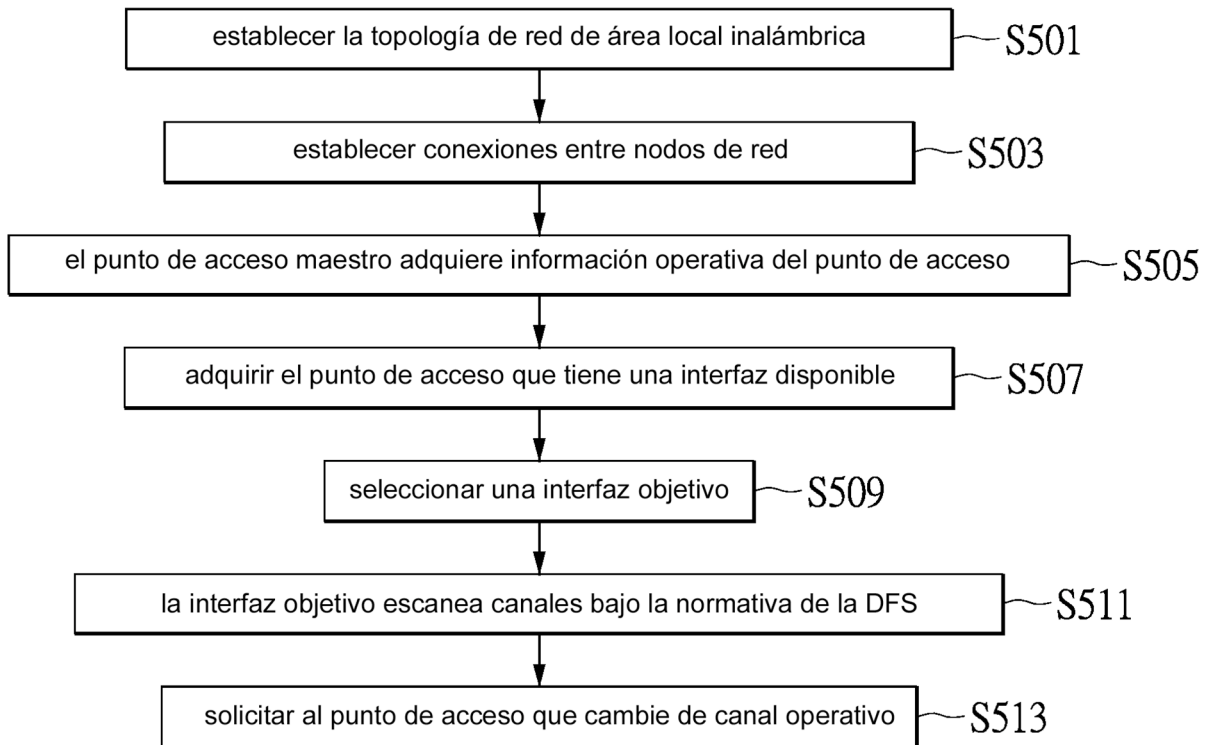 establecer la topología de red de área local inalámbrica S501
establecer conexiones entre nodos de red S503
el punto de acceso maestro adquiere información operativa del punto de acceso S505
adquirir el punto de acceso que tiene una interfaz disponible S507
seleccionar una interfaz objetivo S509
la interfaz objetivo escanea canales bajo la normativa de la DFS S511
solicitar al punto de acceso que cambie de canal operativo S513